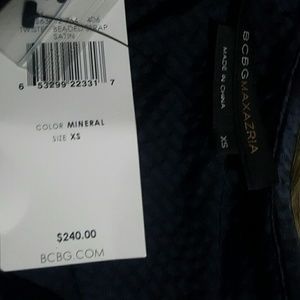 BEADED STRAP
SATIN
6 53299 22331 7
COLOR MINERAL
SIZE XS
$240.00
BCBG.COM
BCBGMAXAZRIA
MADE IN CHINA
XS